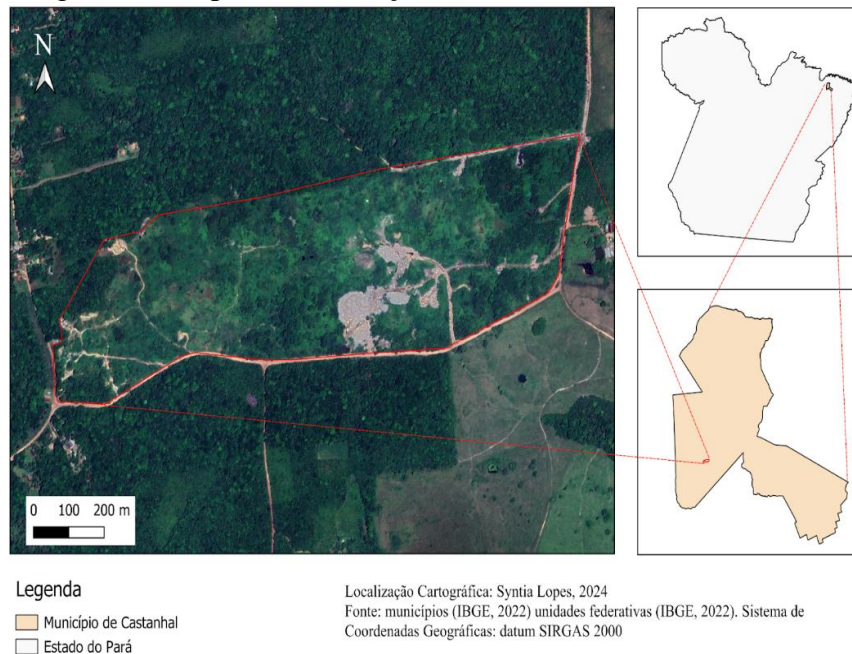 N
0 100 200 m
Legenda
Município de Castanhal
Estado do Pará
Localização Cartográfica: Syntia Lopes, 2024
Fonte: municípios (IBGE, 2022) unidades federativas (IBGE, 2022). Sistema de
Coordenadas Geográficas: datum SIRGAS 2000